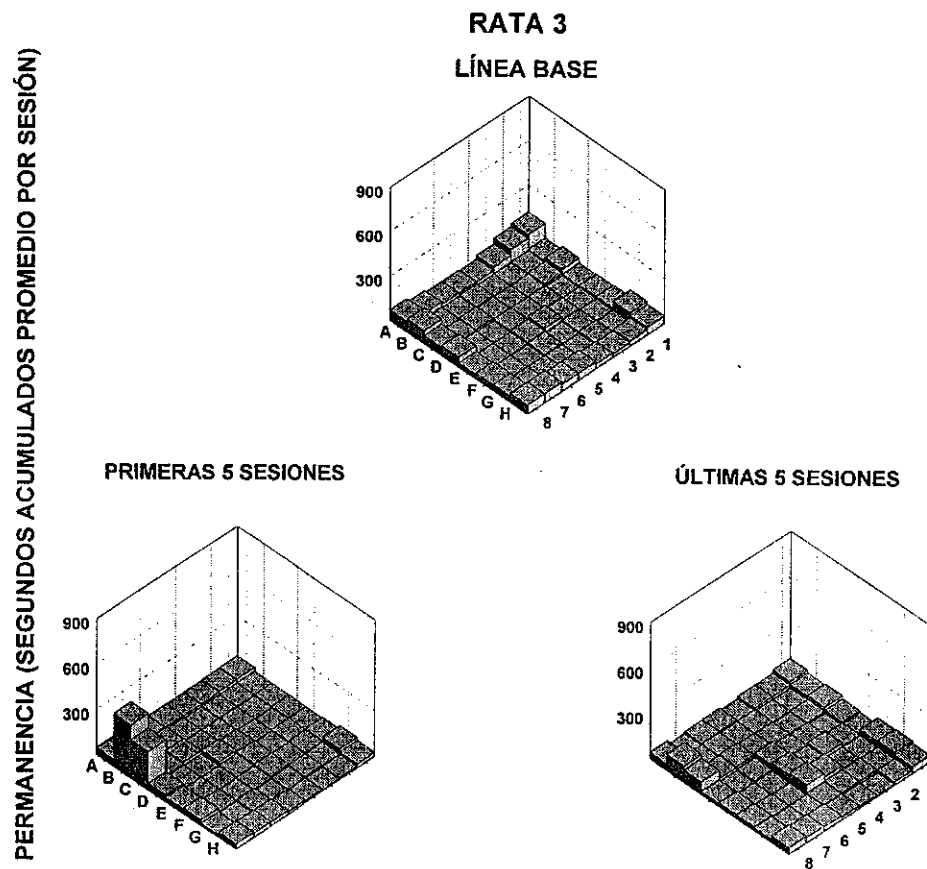 RATA 3
LÍNEA BASE
PERMANENCIA (SEGUNDOS ACUMULADOS PROMEDIO POR SESIÓN)
900
600
300
A B C D E F G H
8 7 6 5 4 3 2 1
PRIMERAS 5 SESIONES
900
600
300
A B C D E F G H
ÚLTIMAS 5 SESIONES
900
600
300
8 7 6 5 4 3 2